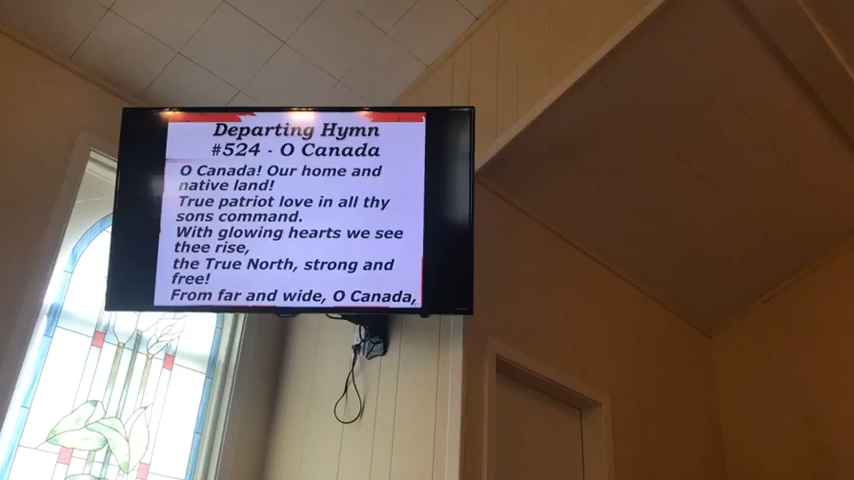 Departing Hymn
#524 - O Canada
O Canada! Our home and
native land!
True patriot love in all thy
sons command.
With glowing hearts we see
thee rise,
the True North, strong and
free!
From far and wide, O Canada,